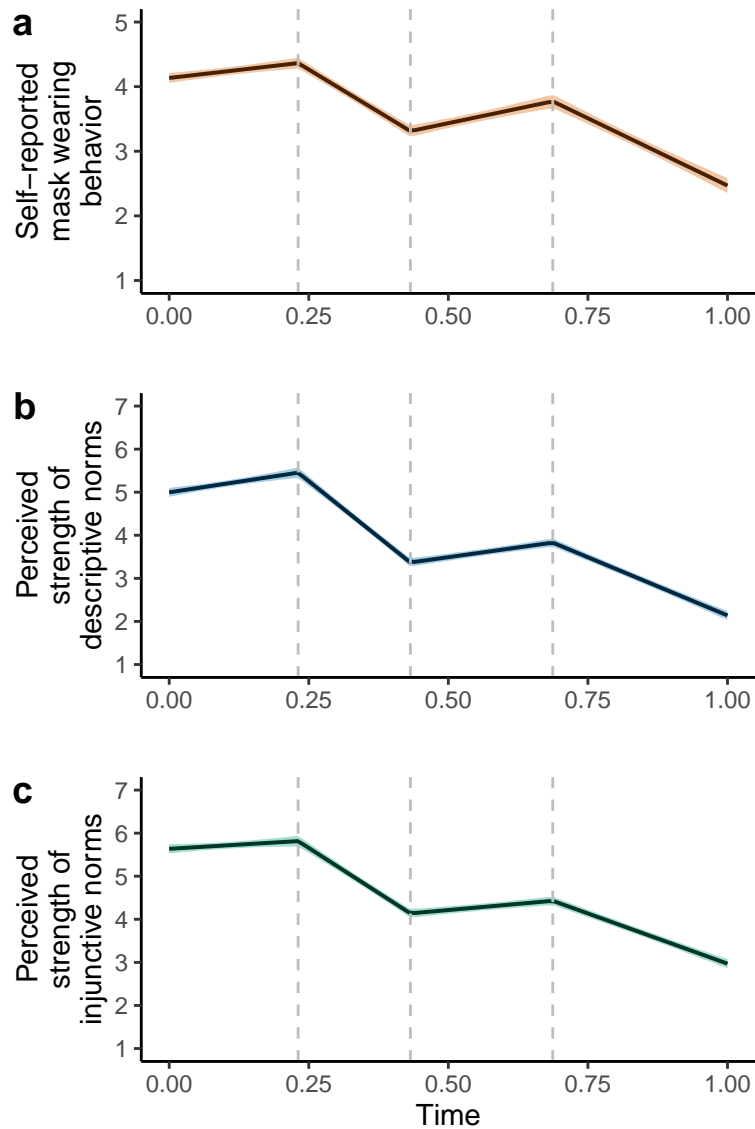 a
Self−reported
mask wearing
behavior
5
4
3
2
1
0.00 0.25 0.50 0.75 1.00
b
Perceived
strength of
descriptive norms
7
6
5
4
3
2
1
0.00 0.25 0.50 0.75 1.00
c
Perceived
strength of
injunctive norms
7
6
5
4
3
2
1
0.00 0.25 0.50 0.75 1.00
Time